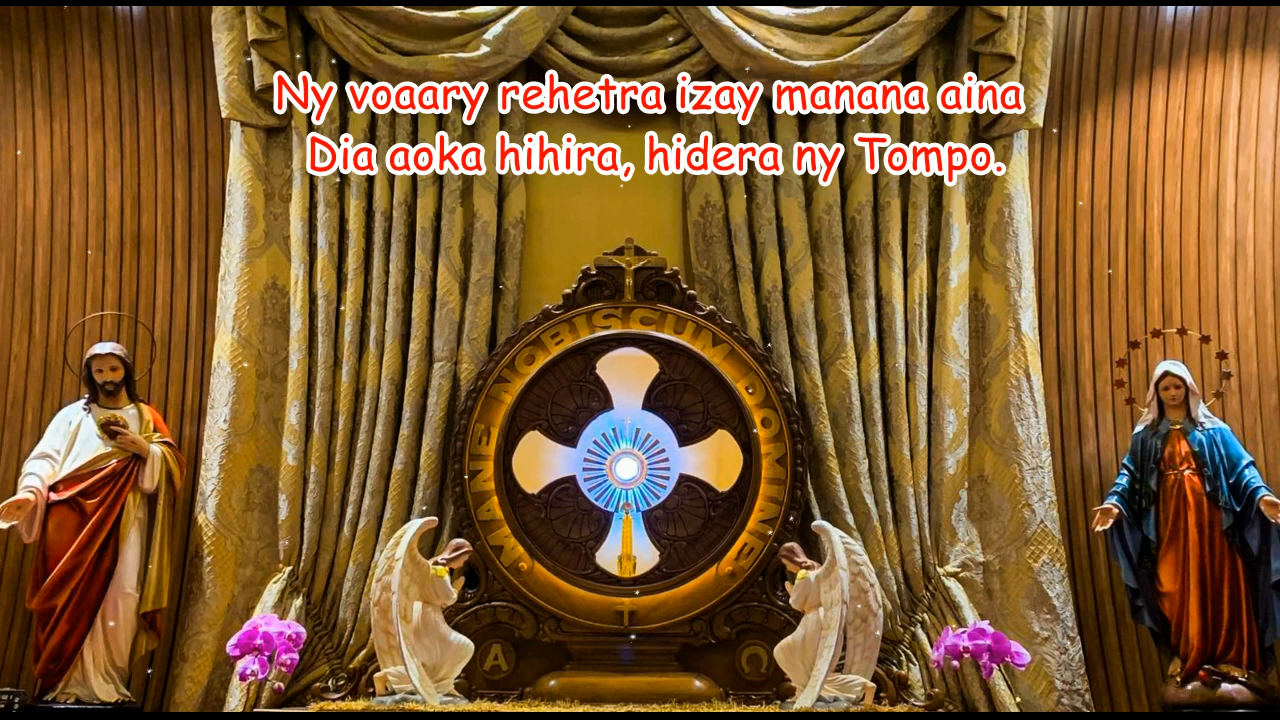 Ny voaary rehetra izay manana aina
Dia aoka hihira, hidera ny Tompo.
MANE NOBISCUM DOMINE
A